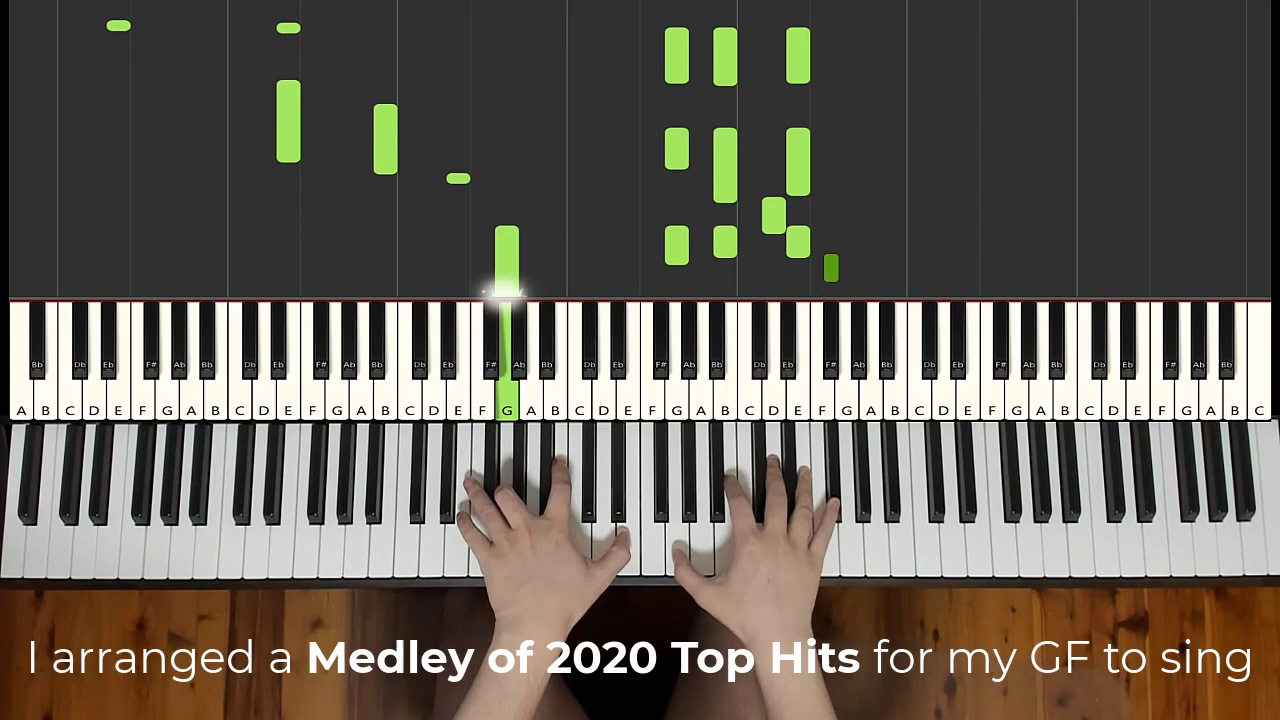 Bb Db Eb F# Ab Bb Db Eb F# Ab Bb Db Eb F# Ab Bb Db Eb F# Ab Bb Db Eb F# Ab Bb Db Eb F# Ab Bb Db Eb F# Ab Bb
A B C D E F G A B C D E F G A B C D E F G A B C D E F G A B C D E F G A B C D E F G A B C D E F G A B C
I arranged a Medley of 2020 Top Hits for my GF to sing